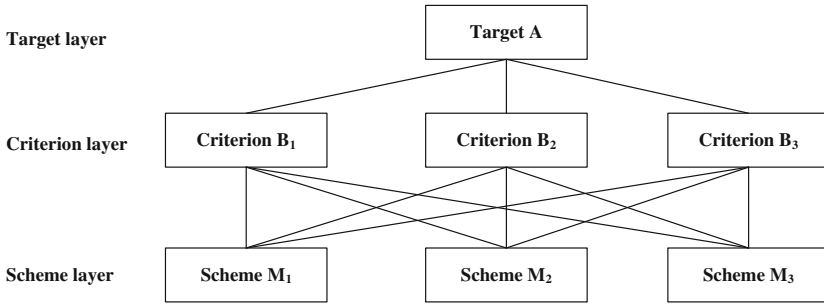 Target layer
Target A
Criterion layer
Criterion B₁
Criterion B₂
Criterion B₃
Scheme layer
Scheme M₁
Scheme M₂
Scheme M₃